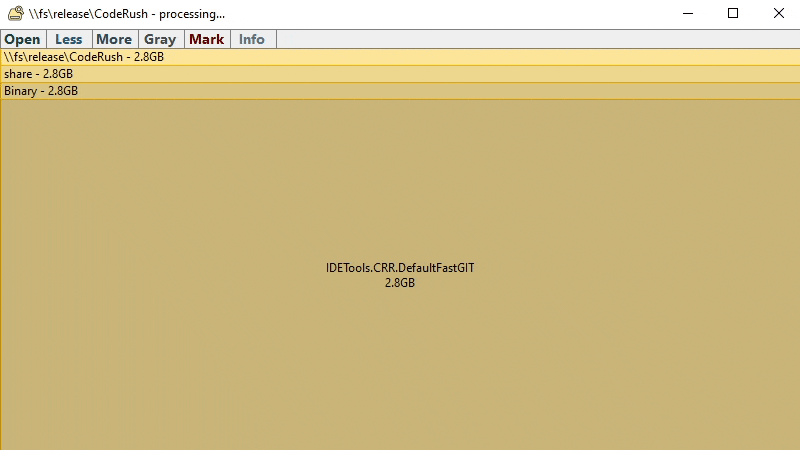 \\fs\release\CodeRush - processing...
Open Less More Gray Mark Info
\\fs\release\CodeRush - 2.8GB
share - 2.8GB
Binary - 2.8GB
IDETools.CRR.DefaultFastGIT
2.8GB